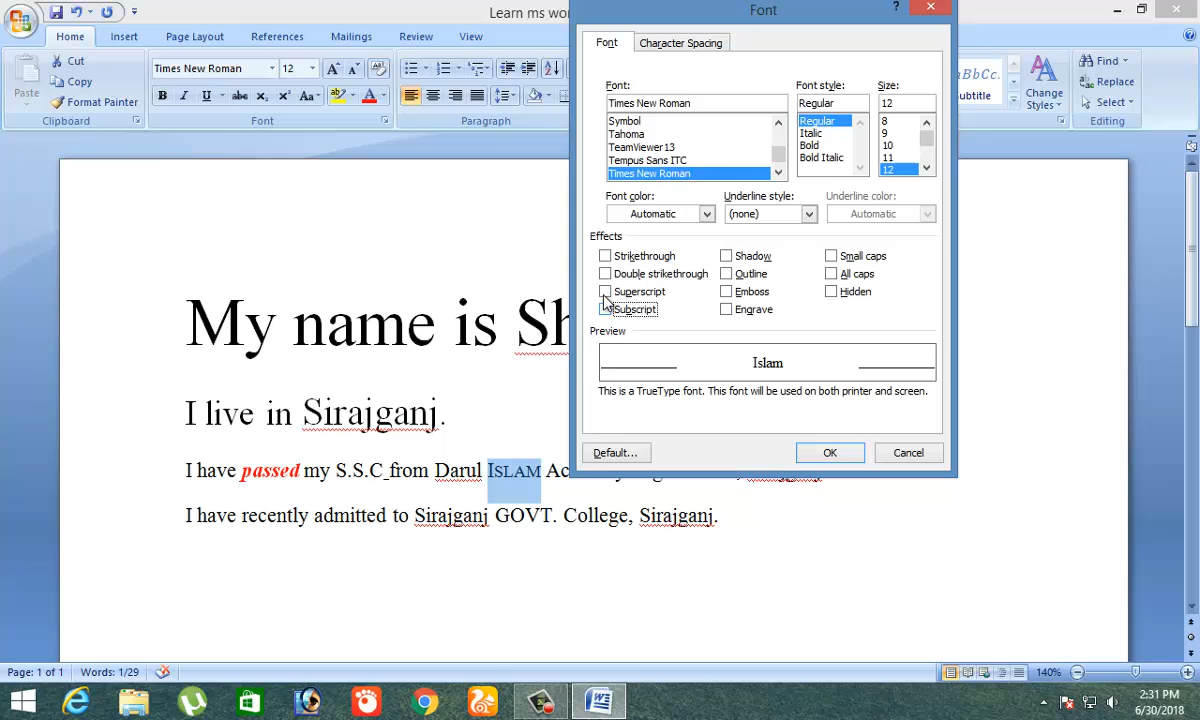 Learn ms wo
Font
?
Home Insert Page Layout References Mailings Review View
Font Character Spacing
Paste
Cut
Copy
Format Painter
Clipboard
Times New Roman 12
B I U abc x₂ x² Aa
Font
Paragraph
AaBbCc.
Subtitle
Change Styles
Find
Replace
Select
Editing
Font: Font style: Size:
Times New Roman Regular 12
Symbol
Tahoma
TeamViewer13
Tempus Sans ITC
Times New Roman
Regular
Italic
Bold
Bold Italic
8
9
10
11
12
Font color: Underline style: Underline color:
Automatic (none) Automatic
Effects
Strikethrough Shadow Small caps
Double strikethrough Outline All caps
Superscript Emboss Hidden
Subscript Engrave
Preview
Islam
This is a TrueType font. This font will be used on both printer and screen.
Default... OK Cancel
My name is Sh
I live in Sirajganj.
I have passed my S.S.C from Darul ISLAM Ac
I have recently admitted to Sirajganj GOVT. College, Sirajganj.
Page: 1 of 1 Words: 1/29 140%
2:31 PM
6/30/2018